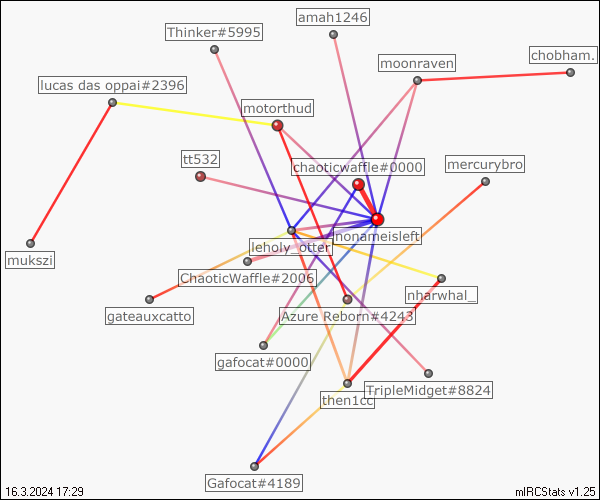 amah1246
Thinker#5995
chobham.
moonraven
lucas das oppai#2396
motorthud
tt532
chaoticwaffle#0000
mercurybro
nonameisleft
leholy_otter
mukszi
ChaoticWaffle#2006
nharwhal_
gateauxcatto
Azure Reborn#4243
gafocat#0000
TripleMidget#8824
then1cc
Gafocat#4189
16.3.2024 17:29
mIRCStats v1.25